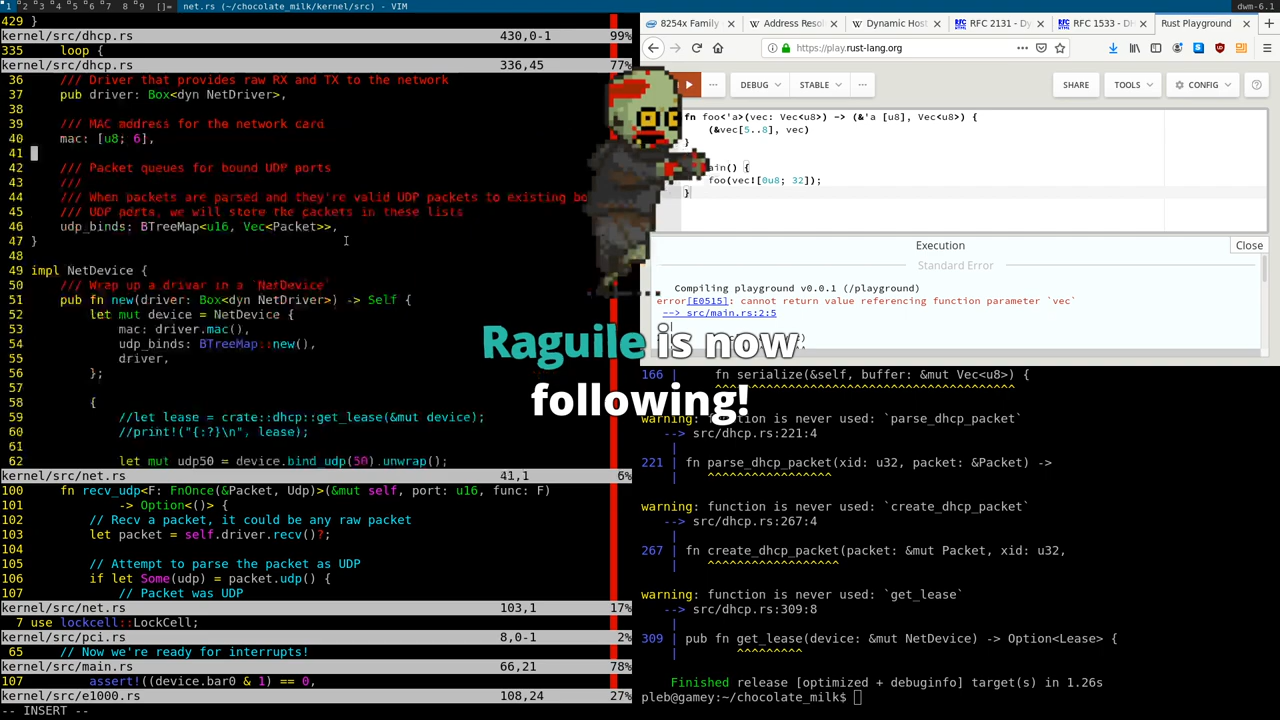 1 2 3 4 5 6 7 8 9 []= net.rs (~/chocolate_milk/kernel/src) - VIM
dwm-6.1
429 }
kernel/src/dhcp.rs 430,0-1 99%
335 loop {
kernel/src/dhcp.rs 336,45 77%
36 /// Driver that provides raw RX and TX to the network
37 pub driver: Box<dyn NetDriver>,
38
39 /// MAC address for the network card
40 mac: [u8; 6],
41
42 /// Packet queues for bound UDP ports
43 ///
44 /// When packets are parsed and they're valid UDP packets to existing bo
45 /// UDP ports, we will store the packets in these lists
46 udp_binds: BTreeMap<u16, Vec<Packet>>,
47 }
48
49 impl NetDevice {
50 /// Wrap up a driver in a `NetDevice`
51 pub fn new(driver: Box<dyn NetDriver>) -> Self {
52 let mut device = NetDevice {
53 mac: driver.mac(),
54 udp_binds: BTreeMap::new(),
55 driver,
56 };
57
58 {
59 //let lease = crate::dhcp::get_lease(&mut device);
60 //print!("{:?}\n", lease);
61
62 let mut udp50 = device.bind_udp(50).unwrap();
kernel/src/net.rs 41,1 6%
100 fn recv_udp<F: FnOnce(&Packet, Udp)>(&mut self, port: u16, func: F)
101 -> Option<()> {
102 // Recv a packet, it could be any raw packet
103 let packet = self.driver.recv()?;
104
105 // Attempt to parse the packet as UDP
106 if let Some(udp) = packet.udp() {
107 // Packet was UDP
kernel/src/net.rs 103,1 17%
7 use lockcell::LockCell;
kernel/src/pci.rs 8,0-1 2%
65 // Now we're ready for interrupts!
kernel/src/main.rs 66,21 78%
107 assert!((device.bar0 & 1) == 0,
kernel/src/e1000.rs 108,24 27%
-- INSERT --
Raguile is now
following!
8254x Family Address Resol Dynamic Host RFC 2131 - Dy RFC 1533 - DH Rust Playground
https://play.rust-lang.org
DEBUG STABLE SHARE TOOLS CONFIG
fn foo<'a>(vec: Vec<u8>) -> (&'a [u8], Vec<u8>) {
(&vec[5..8], vec)
}
ain() {
foo(vec![0u8; 32]);
}
Execution Close
Standard Error
Compiling playground v0.0.1 (/playground)
error[E0515]: cannot return value referencing function parameter `vec`
--> src/main.rs:2:5
|
166 | fn serialize(&self, buffer: &mut Vec<u8>) {
| ^^^^^^^^^^^^^^^^^^^^^^^^^^^^^^^^^^^^^^^^^
warning: function is never used: `parse_dhcp_packet`
--> src/dhcp.rs:221:4
|
221 | fn parse_dhcp_packet(xid: u32, packet: &Packet) ->
| ^^^^^^^^^^^^^^^^^
warning: function is never used: `create_dhcp_packet`
--> src/dhcp.rs:267:4
|
267 | fn create_dhcp_packet(packet: &mut Packet, xid: u32,
| ^^^^^^^^^^^^^^^^^^
warning: function is never used: `get_lease`
--> src/dhcp.rs:309:8
|
309 | pub fn get_lease(device: &mut NetDevice) -> Option<Lease> {
| ^^^^^^^^^
Finished release [optimized + debuginfo] target(s) in 1.26s
pleb@gamey:~/chocolate_milk$